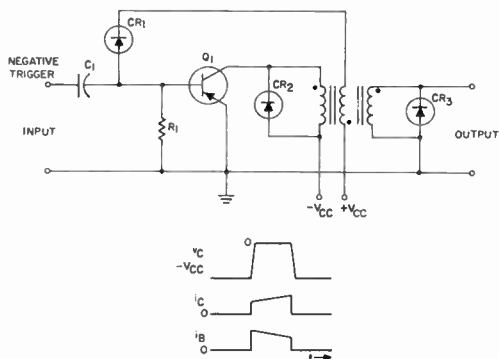 CR1
NEGATIVE
TRIGGER
C1
Q1
CR2
CR3
R1
INPUT
OUTPUT
-VCC
+VCC
vC
0
-VCC
iC
0
iB
0
t